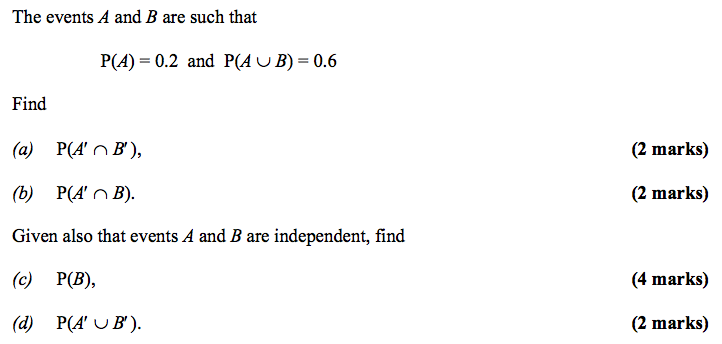 The events A and B are such that
P(A) = 0.2 and P(A ∪ B) = 0.6
Find
(a) P(A' ∩ B'), (2 marks)
(b) P(A' ∩ B). (2 marks)
Given also that events A and B are independent, find
(c) P(B), (4 marks)
(d) P(A' ∪ B'). (2 marks)